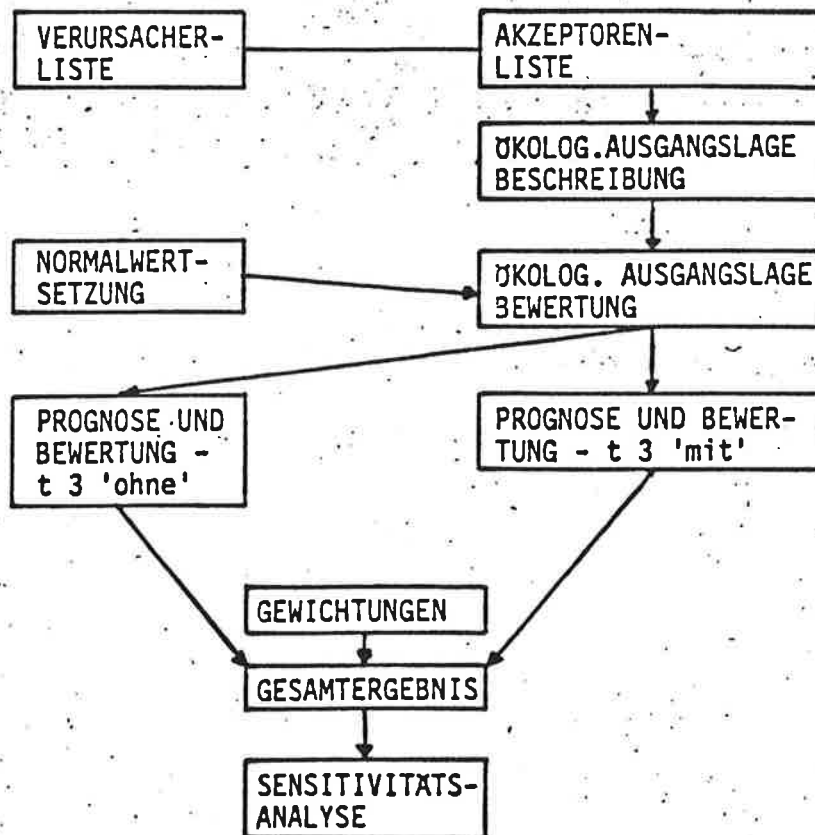 VERURSACHER-
LISTE
AKZEPTOREN-
LISTE
ÖKOLOG.AUSGANGSLAGE
BESCHREIBUNG
NORMALWERT-
SETZUNG
ÖKOLOG. AUSGANGSLAGE
BEWERTUNG
PROGNOSE UND
BEWERTUNG -
t 3 'ohne'
PROGNOSE UND BEWER-
TUNG - t 3 'mit'
GEWICHTUNGEN
GESAMTERGEBNIS
SENSITIVITÄTS-
ANALYSE